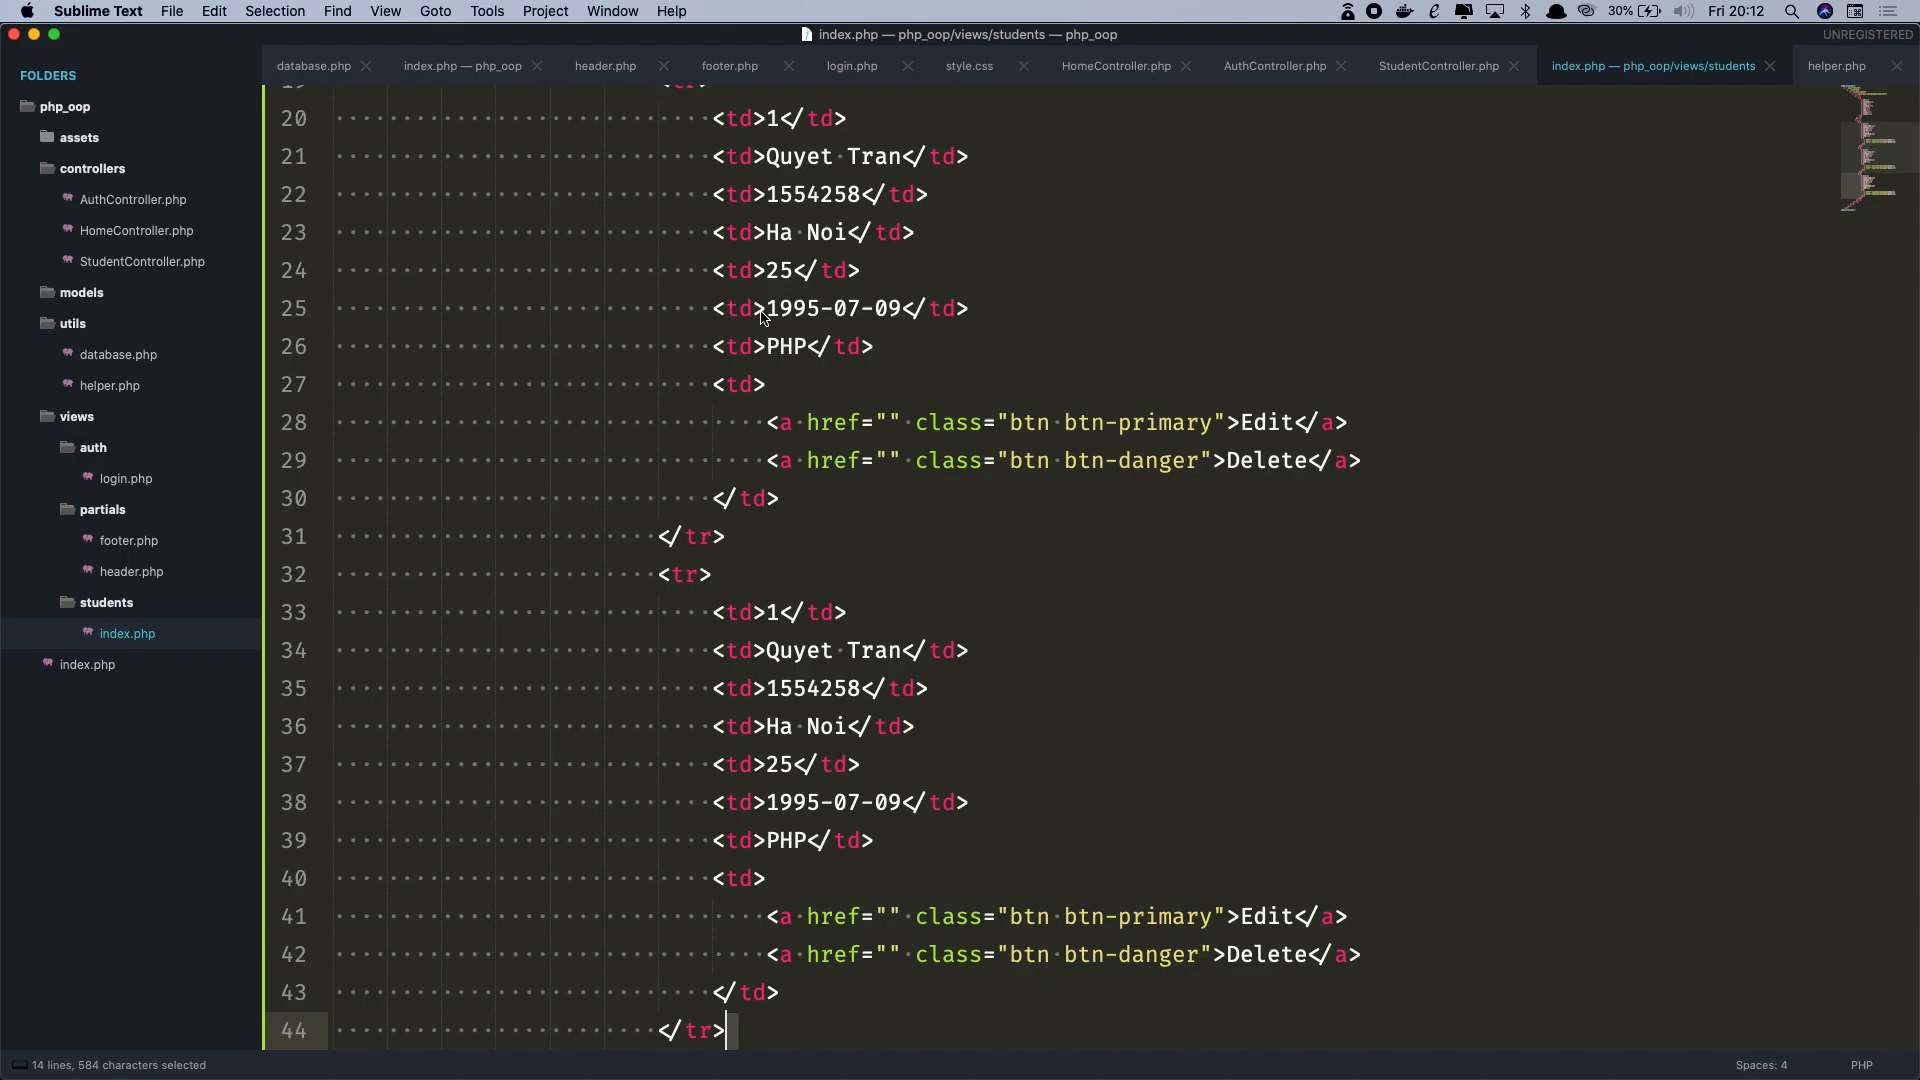 Sublime Text File Edit Selection Find View Goto Tools Project Window Help 30% Fri 20:12
index.php — php_oop/views/students — php_oop UNREGISTERED
FOLDERS
php_oop
assets
controllers
AuthController.php
HomeController.php
StudentController.php
models
utils
database.php
helper.php
views
auth
login.php
partials
footer.php
header.php
students
index.php
index.php
database.php index.php — php_oop header.php footer.php login.php style.css HomeController.php AuthController.php StudentController.php index.php — php_oop/views/students helper.php
19 <tr>
20 <td>1</td>
21 <td>Quyet Tran</td>
22 <td>1554258</td>
23 <td>Ha Noi</td>
24 <td>25</td>
25 <td>1995-07-09</td>
26 <td>PHP</td>
27 <td>
28 <a href="" class="btn btn-primary">Edit</a>
29 <a href="" class="btn btn-danger">Delete</a>
30 </td>
31 </tr>
32 <tr>
33 <td>1</td>
34 <td>Quyet Tran</td>
35 <td>1554258</td>
36 <td>Ha Noi</td>
37 <td>25</td>
38 <td>1995-07-09</td>
39 <td>PHP</td>
40 <td>
41 <a href="" class="btn btn-primary">Edit</a>
42 <a href="" class="btn btn-danger">Delete</a>
43 </td>
44 </tr>
14 lines, 584 characters selected Spaces: 4 PHP